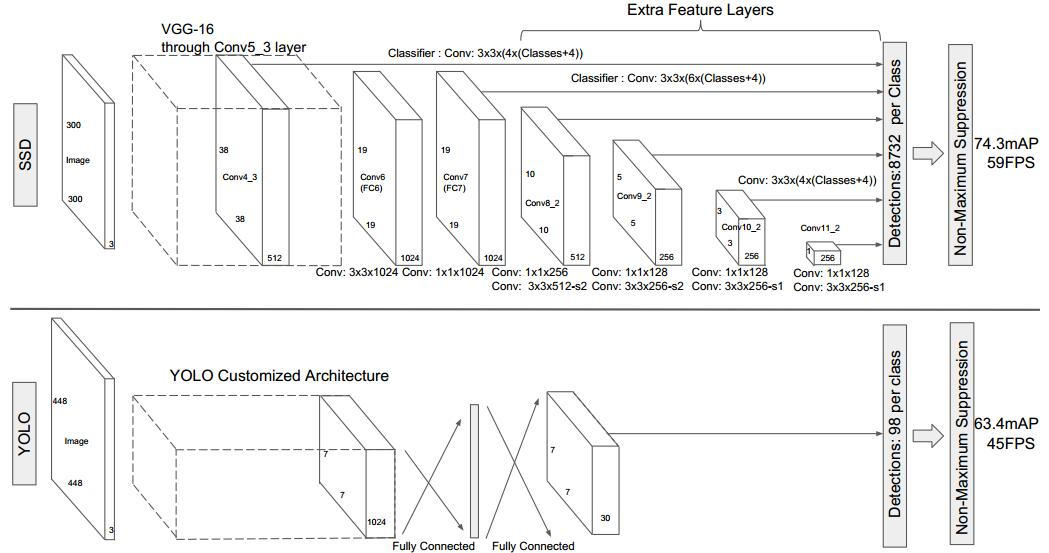 Extra Feature Layers
VGG-16
through Conv5_3 layer
Classifier : Conv: 3x3x(4x(Classes+4))
Classifier : Conv: 3x3x(6x(Classes+4))
Conv: 3x3x(4x(Classes+4))
SSD
300
Image
300
3
38
Conv4_3
38
512
19
Conv6
(FC6)
19
1024
19
Conv7
(FC7)
19
1024
10
Conv8_2
10
512
5
Conv9_2
5
256
3
Conv10_2
3
256
Conv11_2
1
256
Conv: 3x3x1024
Conv: 1x1x1024
Conv: 1x1x256
Conv: 3x3x512-s2
Conv: 1x1x128
Conv: 3x3x256-s2
Conv: 1x1x128
Conv: 3x3x256-s1
Conv: 1x1x128
Conv: 3x3x256-s1
Detections:8732 per Class
Non-Maximum Suppression
74.3mAP
59FPS
YOLO
448
Image
448
3
YOLO Customized Architecture
7
7
1024
Fully Connected
Fully Connected
7
7
30
Detections: 98 per class
Non-Maximum Suppression
63.4mAP
45FPS